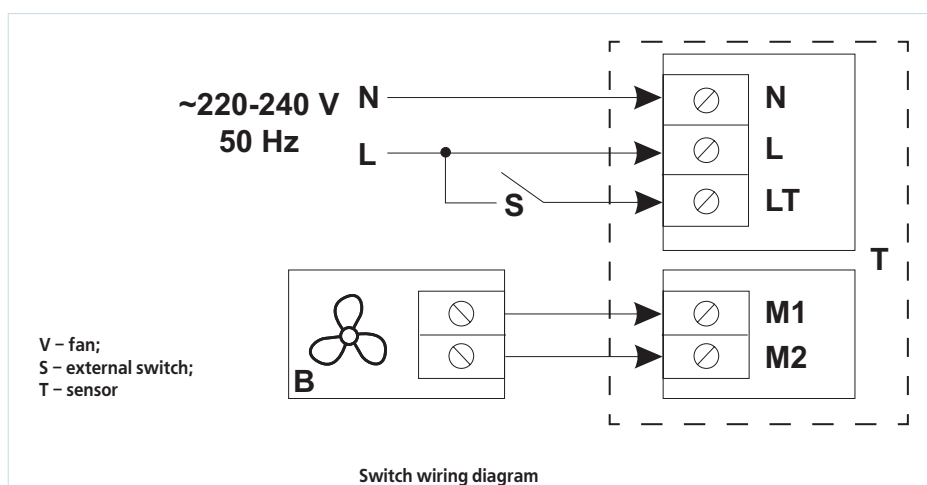 ~220-240 V
50 Hz
N
L
S
N
L
LT
T
M1
M2
B
V – fan;
S – external switch;
T – sensor
Switch wiring diagram